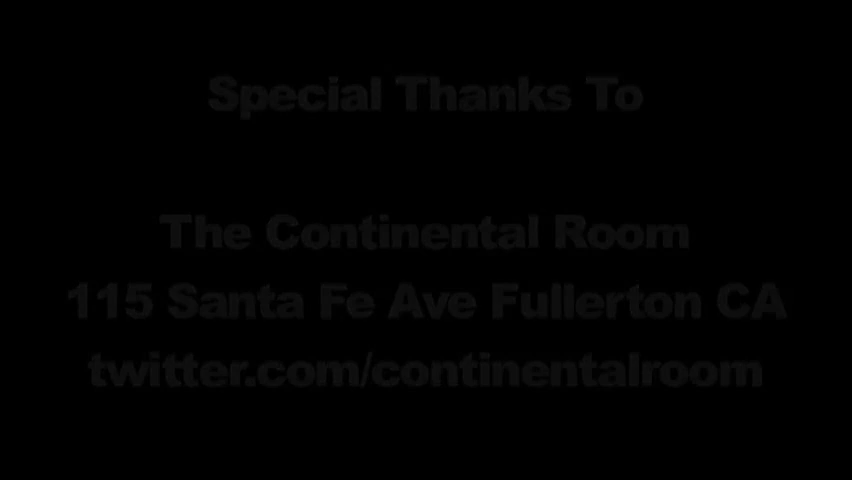 Special Thanks To
The Continental Room
115 Santa Fe Ave Fullerton CA
twitter.com/continentalroom